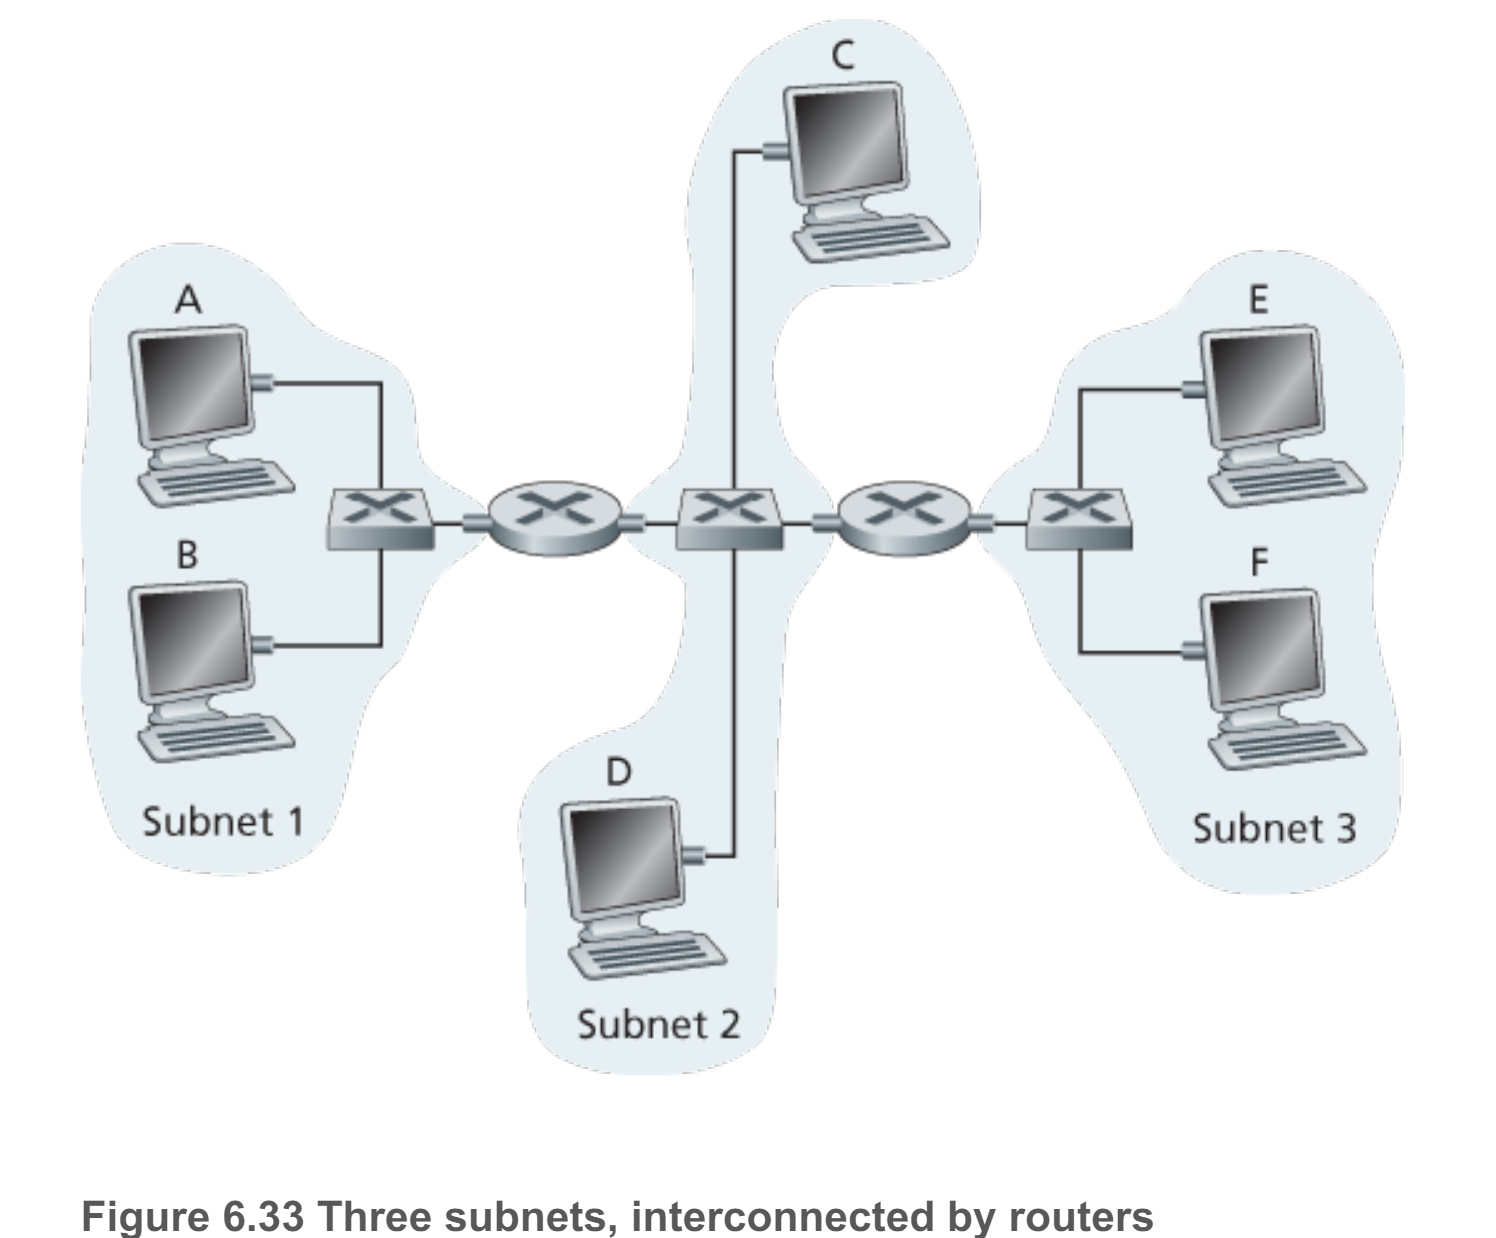 C
A
E
B
F
D
Subnet 1
Subnet 3
Subnet 2
Figure 6.33 Three subnets, interconnected by routers